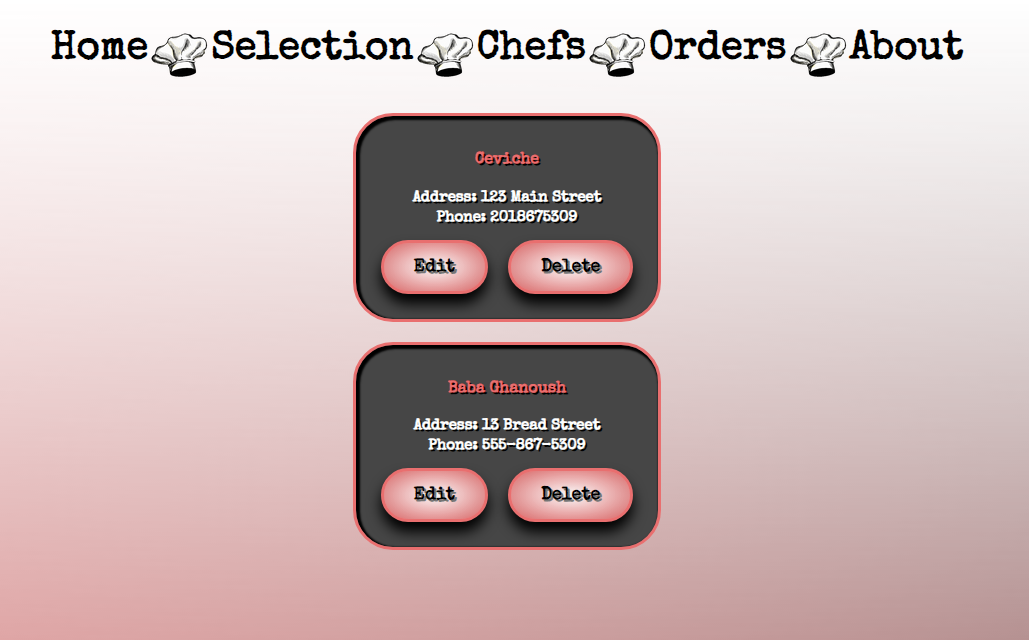 Home Selection Chefs Orders About
Ceviche
Address: 123 Main Street
Phone: 2018675309
Edit Delete
Baba Ghanoush
Address: 13 Bread Street
Phone: 555-867-5309
Edit Delete